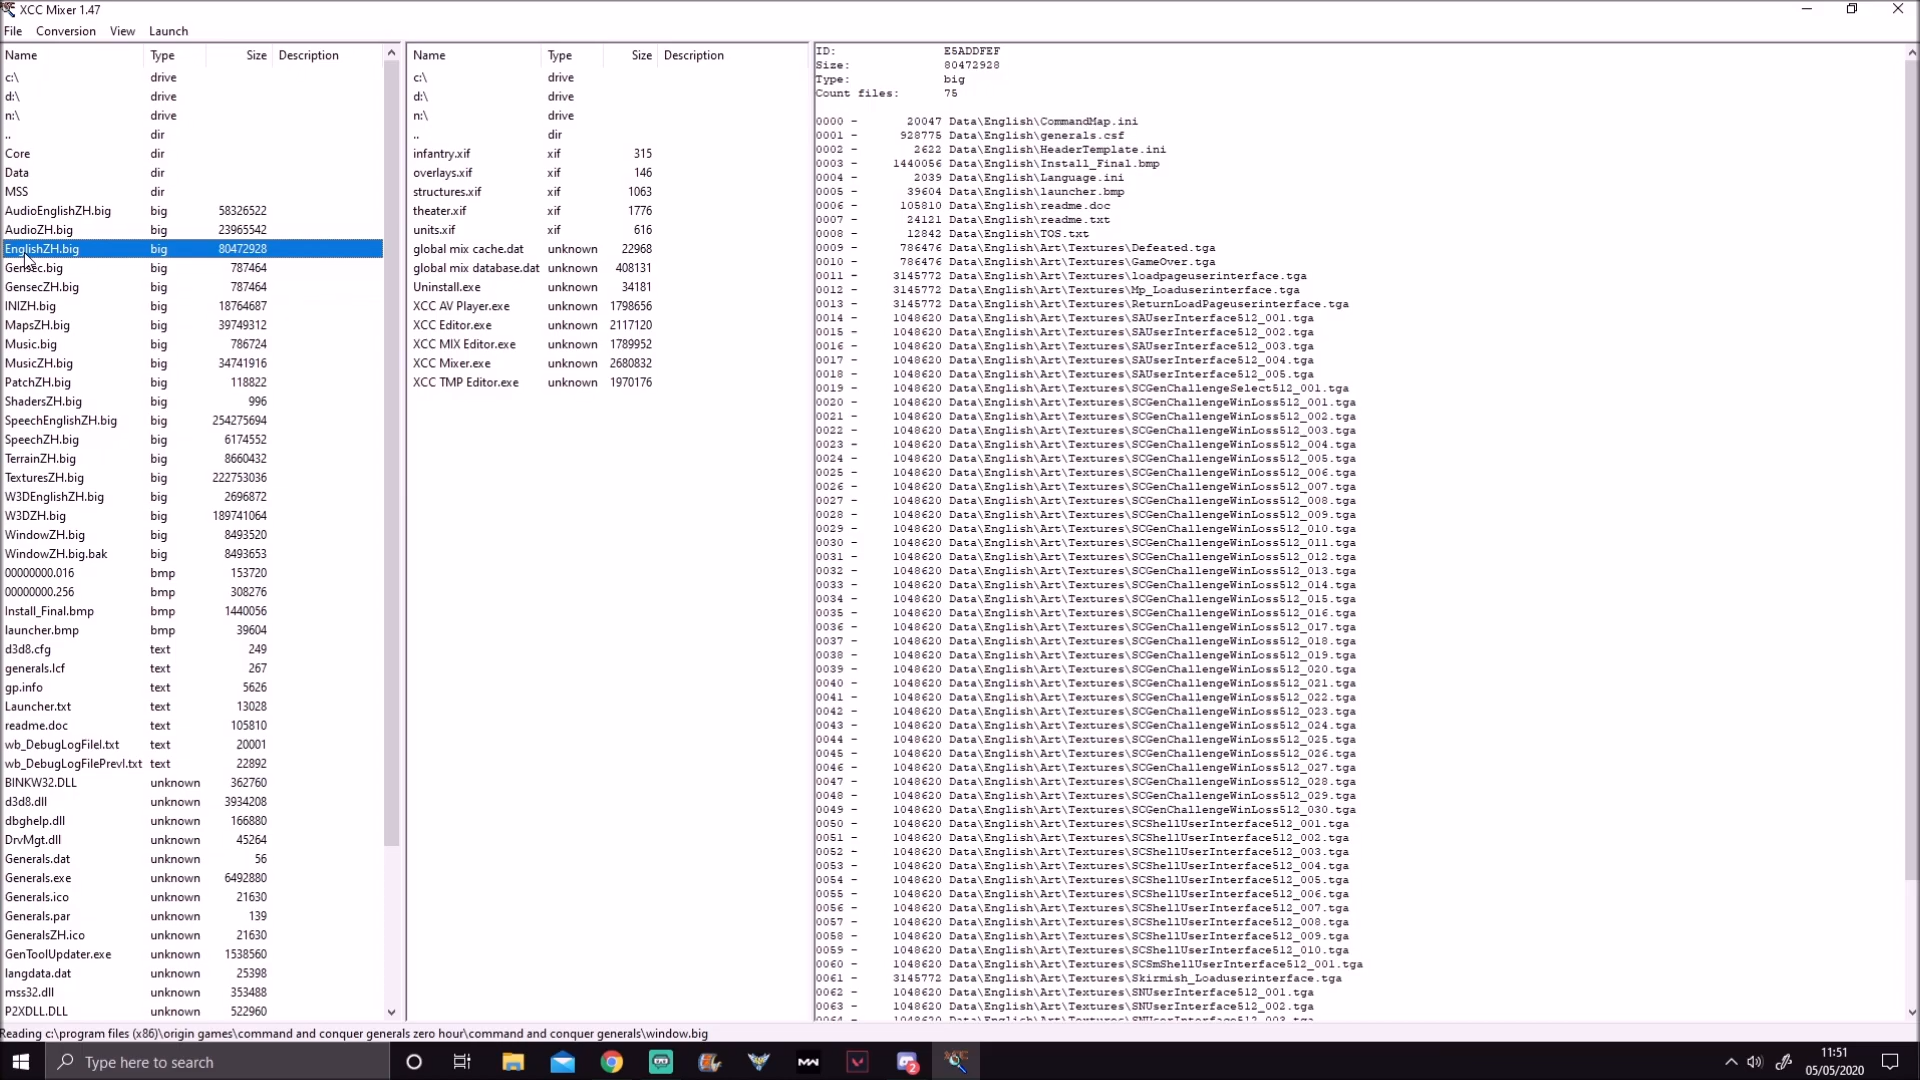 XCC Mixer 1.47
File Conversion View Launch
Name Type Size Description
c:\ drive
d:\ drive
n:\ drive
.. dir
Core dir
Data dir
MSS dir
AudioEnglishZH.big big 58326522
AudioZH.big big 23965542
EnglishZH.big big 80472928
Gensec.big big 787464
GensecZH.big big 787464
INIZH.big big 18764687
MapsZH.big big 39749312
Music.big big 786724
MusicZH.big big 34741916
PatchZH.big big 118822
ShadersZH.big big 996
SpeechEnglishZH.big big 254275694
SpeechZH.big big 6174552
TerrainZH.big big 8660432
TexturesZH.big big 222753036
W3DEnglishZH.big big 2696872
W3DZH.big big 189741064
WindowZH.big big 8493520
WindowZH.big.bak big 8493653
00000000.016 bmp 153720
00000000.256 bmp 308276
Install_Final.bmp bmp 1440056
launcher.bmp bmp 39604
d3d8.cfg text 249
generals.lcf text 267
gp.info text 5626
Launcher.txt text 13028
readme.doc text 105810
wb_DebugLogFileI.txt text 20001
wb_DebugLogFilePrevI.txt text 22892
BINKW32.DLL unknown 362760
d3d8.dll unknown 3934208
dbghelp.dll unknown 166880
DrvMgt.dll unknown 45264
Generals.dat unknown 56
Generals.exe unknown 6492880
Generals.ico unknown 21630
Generals.par unknown 139
GeneralsZH.ico unknown 21630
GenToolUpdater.exe unknown 1538560
langdata.dat unknown 25398
mss32.dll unknown 353488
P2XDLL.DLL unknown 522960
Name Type Size Description
c:\ drive
d:\ drive
n:\ drive
.. dir
infantry.xif xif 315
overlays.xif xif 146
structures.xif xif 1063
theater.xif xif 1776
units.xif xif 616
global mix cache.dat unknown 22968
global mix database.dat unknown 408131
Uninstall.exe unknown 34181
XCC AV Player.exe unknown 1798656
XCC Editor.exe unknown 2117120
XCC MIX Editor.exe unknown 1789952
XCC Mixer.exe unknown 2680832
XCC TMP Editor.exe unknown 1970176
ID: E5ADDFEF
Size: 80472928
Type: big
Count files: 75
0000 - 20047 Data\English\CommandMap.ini
0001 - 928775 Data\English\generals.csf
0002 - 2622 Data\English\HeaderTemplate.ini
0003 - 1440056 Data\English\Install_Final.bmp
0004 - 2039 Data\English\Language.ini
0005 - 39604 Data\English\launcher.bmp
0006 - 105810 Data\English\readme.doc
0007 - 24121 Data\English\readme.txt
0008 - 12842 Data\English\TOS.txt
0009 - 786476 Data\English\Art\Textures\Defeated.tga
0010 - 786476 Data\English\Art\Textures\GameOver.tga
0011 - 3145772 Data\English\Art\Textures\loadpageuserinterface.tga
0012 - 3145772 Data\English\Art\Textures\Mp_Loaduserinterface.tga
0013 - 3145772 Data\English\Art\Textures\ReturnLoadPageuserinterface.tga
0014 - 1048620 Data\English\Art\Textures\SAUserInterface512_001.tga
0015 - 1048620 Data\English\Art\Textures\SAUserInterface512_002.tga
0016 - 1048620 Data\English\Art\Textures\SAUserInterface512_003.tga
0017 - 1048620 Data\English\Art\Textures\SAUserInterface512_004.tga
0018 - 1048620 Data\English\Art\Textures\SAUserInterface512_005.tga
0019 - 1048620 Data\English\Art\Textures\SCGenChallengeSelect512_001.tga
0020 - 1048620 Data\English\Art\Textures\SCGenChallengeWinLoss512_001.tga
0021 - 1048620 Data\English\Art\Textures\SCGenChallengeWinLoss512_002.tga
0022 - 1048620 Data\English\Art\Textures\SCGenChallengeWinLoss512_003.tga
0023 - 1048620 Data\English\Art\Textures\SCGenChallengeWinLoss512_004.tga
0024 - 1048620 Data\English\Art\Textures\SCGenChallengeWinLoss512_005.tga
0025 - 1048620 Data\English\Art\Textures\SCGenChallengeWinLoss512_006.tga
0026 - 1048620 Data\English\Art\Textures\SCGenChallengeWinLoss512_007.tga
0027 - 1048620 Data\English\Art\Textures\SCGenChallengeWinLoss512_008.tga
0028 - 1048620 Data\English\Art\Textures\SCGenChallengeWinLoss512_009.tga
0029 - 1048620 Data\English\Art\Textures\SCGenChallengeWinLoss512_010.tga
0030 - 1048620 Data\English\Art\Textures\SCGenChallengeWinLoss512_011.tga
0031 - 1048620 Data\English\Art\Textures\SCGenChallengeWinLoss512_012.tga
0032 - 1048620 Data\English\Art\Textures\SCGenChallengeWinLoss512_013.tga
0033 - 1048620 Data\English\Art\Textures\SCGenChallengeWinLoss512_014.tga
0034 - 1048620 Data\English\Art\Textures\SCGenChallengeWinLoss512_015.tga
0035 - 1048620 Data\English\Art\Textures\SCGenChallengeWinLoss512_016.tga
0036 - 1048620 Data\English\Art\Textures\SCGenChallengeWinLoss512_017.tga
0037 - 1048620 Data\English\Art\Textures\SCGenChallengeWinLoss512_018.tga
0038 - 1048620 Data\English\Art\Textures\SCGenChallengeWinLoss512_019.tga
0039 - 1048620 Data\English\Art\Textures\SCGenChallengeWinLoss512_020.tga
0040 - 1048620 Data\English\Art\Textures\SCGenChallengeWinLoss512_021.tga
0041 - 1048620 Data\English\Art\Textures\SCGenChallengeWinLoss512_022.tga
0042 - 1048620 Data\English\Art\Textures\SCGenChallengeWinLoss512_023.tga
0043 - 1048620 Data\English\Art\Textures\SCGenChallengeWinLoss512_024.tga
0044 - 1048620 Data\English\Art\Textures\SCGenChallengeWinLoss512_025.tga
0045 - 1048620 Data\English\Art\Textures\SCGenChallengeWinLoss512_026.tga
0046 - 1048620 Data\English\Art\Textures\SCGenChallengeWinLoss512_027.tga
0047 - 1048620 Data\English\Art\Textures\SCGenChallengeWinLoss512_028.tga
0048 - 1048620 Data\English\Art\Textures\SCGenChallengeWinLoss512_029.tga
0049 - 1048620 Data\English\Art\Textures\SCGenChallengeWinLoss512_030.tga
0050 - 1048620 Data\English\Art\Textures\SCShellUserInterface512_001.tga
0051 - 1048620 Data\English\Art\Textures\SCShellUserInterface512_002.tga
0052 - 1048620 Data\English\Art\Textures\SCShellUserInterface512_003.tga
0053 - 1048620 Data\English\Art\Textures\SCShellUserInterface512_004.tga
0054 - 1048620 Data\English\Art\Textures\SCShellUserInterface512_005.tga
0055 - 1048620 Data\English\Art\Textures\SCShellUserInterface512_006.tga
0056 - 1048620 Data\English\Art\Textures\SCShellUserInterface512_007.tga
0057 - 1048620 Data\English\Art\Textures\SCShellUserInterface512_008.tga
0058 - 1048620 Data\English\Art\Textures\SCShellUserInterface512_009.tga
0059 - 1048620 Data\English\Art\Textures\SCShellUserInterface512_010.tga
0060 - 1048620 Data\English\Art\Textures\SCSmShellUserInterface512_001.tga
0061 - 3145772 Data\English\Art\Textures\Skirmish_Loaduserinterface.tga
0062 - 1048620 Data\English\Art\Textures\SNUserInterface512_001.tga
0063 - 1048620 Data\English\Art\Textures\SNUserInterface512_002.tga
0064 - 1048620 Data\English\Art\Textures\SNUserInterface512_003.tga
Reading c:\program files (x86)\origin games\command and conquer generals zero hour\command and conquer generals\window.big
Type here to search
MW
2
11:51
05/05/2020